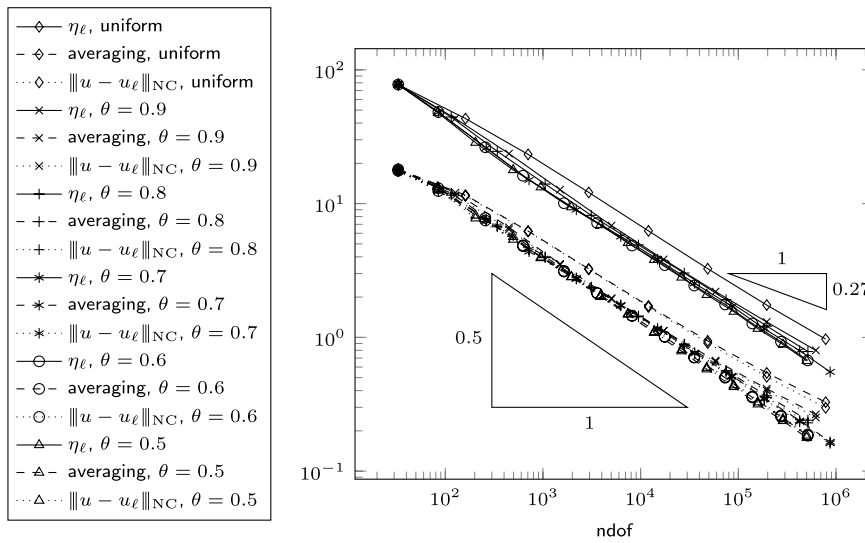 η_ℓ, uniform
averaging, uniform
|||u − u_ℓ|||_NC, uniform
η_ℓ, θ = 0.9
averaging, θ = 0.9
|||u − u_ℓ|||_NC, θ = 0.9
η_ℓ, θ = 0.8
averaging, θ = 0.8
|||u − u_ℓ|||_NC, θ = 0.8
η_ℓ, θ = 0.7
averaging, θ = 0.7
|||u − u_ℓ|||_NC, θ = 0.7
η_ℓ, θ = 0.6
averaging, θ = 0.6
|||u − u_ℓ|||_NC, θ = 0.6
η_ℓ, θ = 0.5
averaging, θ = 0.5
|||u − u_ℓ|||_NC, θ = 0.5
10^2
10^1
10^0
10^−1
1
0.27
0.5
1
10^2 10^3 10^4 10^5 10^6
ndof